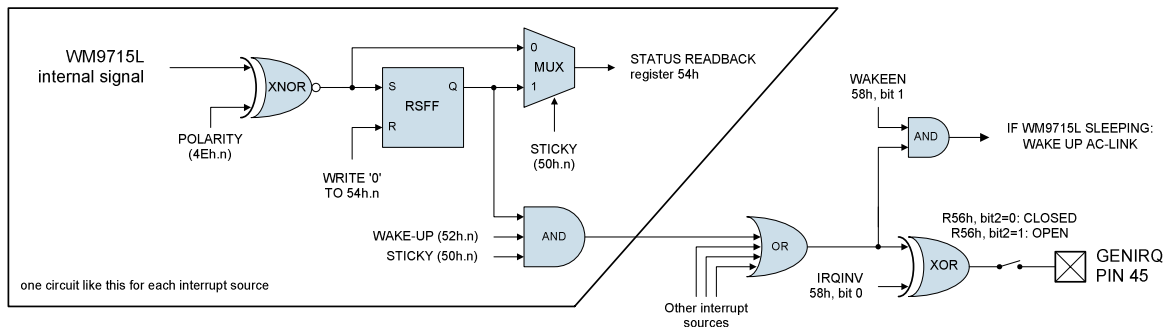 WM9715L
internal signal
XNOR
POLARITY
(4Eh.n)
S
Q
RSFF
R
WRITE '0'
TO 54h.n
0
MUX
1
STICKY
(50h.n)
STATUS READBACK
register 54h
WAKE-UP (52h.n)
STICKY (50h.n)
AND
one circuit like this for each interrupt source
OR
Other interrupt
sources
WAKEEN
58h, bit 1
AND
IF WM9715L SLEEPING:
WAKE UP AC-LINK
R56h, bit2=0: CLOSED
R56h, bit2=1: OPEN
XOR
IRQINV
58h, bit 0
GENIRQ
PIN 45